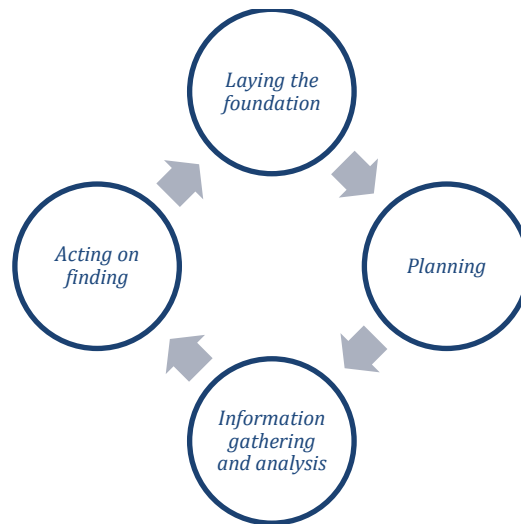 Laying the
foundation
Planning
Information
gathering
and analysis
Acting on
finding